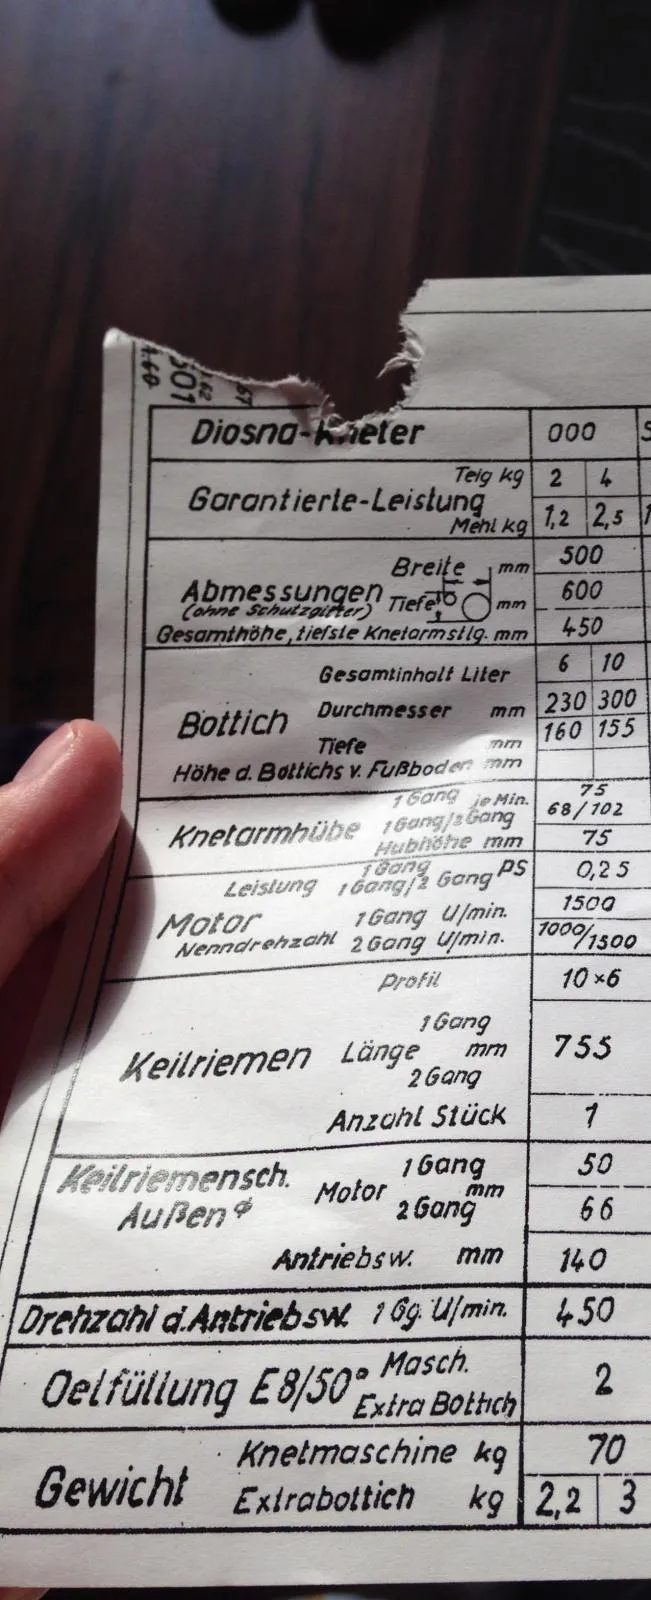 501
Diosna-Kneter 000
Teig kg 2 4
Garantierte-Leistung
Mehl kg 1,2 2,5
Breite mm 500
Abmessungen Tiefe mm 600
(ohne Schutzgitter)
Gesamthöhe, tiefste Knetarmstlg. mm 450
Gesamtinhalt Liter 6 10
Bottich Durchmesser mm 230 300
Tiefe mm 160 155
Höhe d. Bottichs v. Fußboden mm
1 Gang je Min. 75
Knetarmhübe 1 Gang/2 Gang 68/102
Hubhöhe mm 75
1 Gang
Leistung 1 Gang/2 Gang PS 0,25
Motor 1 Gang U/min. 1500
Nenndrehzahl 2 Gang U/min. 1000/1500
Profil 10x6
1 Gang
Keilriemen Länge mm 755
2 Gang
Anzahl Stück 1
Keilriemensch. 1 Gang 50
Motor mm
Außen ф 2 Gang 66
Antriebsw. mm 140
Drehzahl d. Antriebsw. 1 Gg. U/min. 450
Masch.
Oelfüllung E8/50° 2
Extra Bottich
Knetmaschine kg 70
Gewicht Extrabottich kg 2,2 3